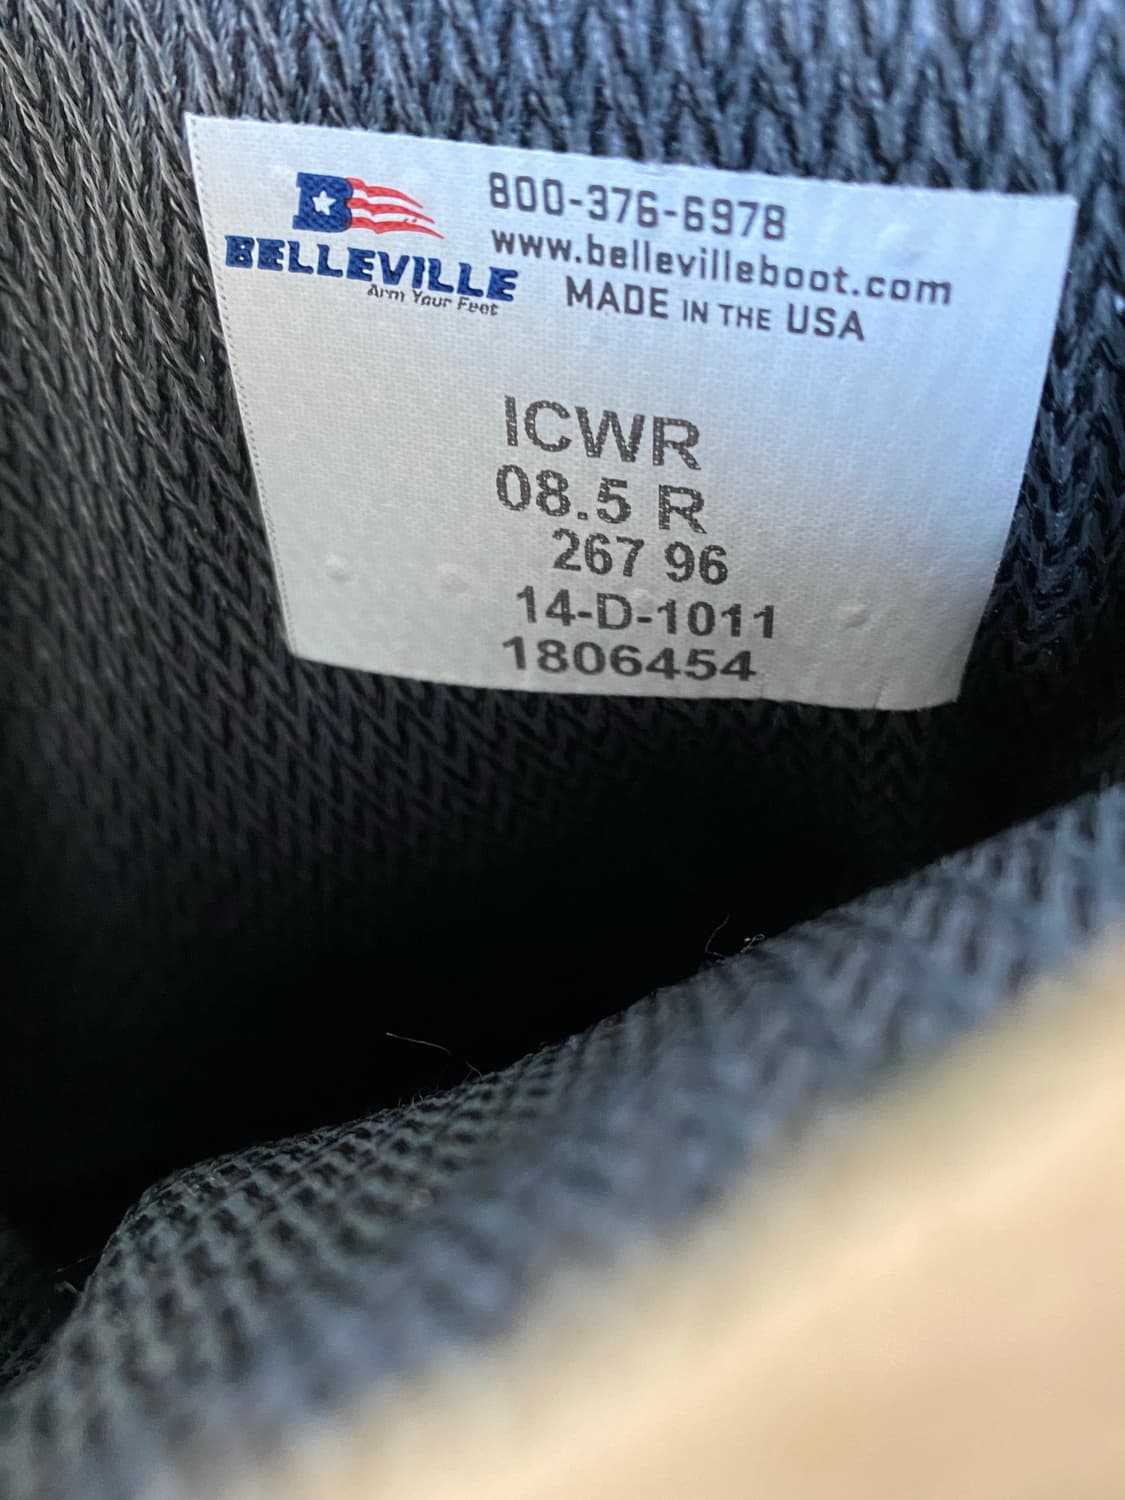 800-376-6978
www.bellevilleboot.com
MADE IN THE USA
B
BELLEVILLE
Arm Your Feet
ICWR
08.5 R
267 96
14-D-1011
1806454